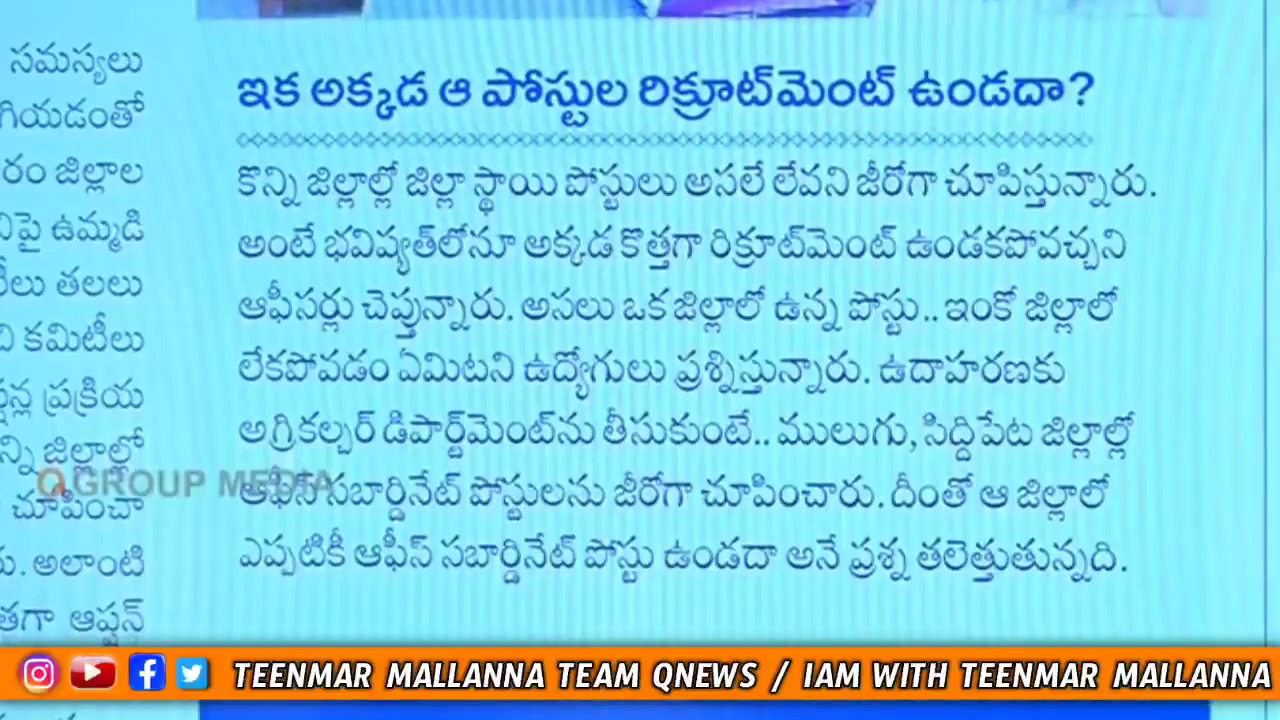 సమస్యలు
గియడంతో
రం జిల్లాల
పై ఉమ్మడి
లు తలలు
కమిటీలు
ప్రక్రియ
జిల్లాల్లో
చూపించా
అలాంటి
తగా ఆప్షన్
ఇక అక్కడ ఆ పోస్టుల రిక్రూట్‌మెంట్ ఉండదా?
కొన్ని జిల్లాల్లో జిల్లా స్థాయి పోస్టులు అసలే లేవని జీరోగా చూపిస్తున్నారు.
అంటే భవిష్యత్‌లోనూ అక్కడ కొత్తగా రిక్రూట్‌మెంట్ ఉండకపోవచ్చని
ఆఫీసర్లు చెప్తున్నారు. అసలు ఒక జిల్లాలో ఉన్న పోస్టు.. ఇంకో జిల్లాలో
లేకపోవడం ఏమిటని ఉద్యోగులు ప్రశ్నిస్తున్నారు. ఉదాహరణకు
అగ్రికల్చర్ డిపార్ట్‌మెంట్‌ను తీసుకుంటే.. ములుగు, సిద్దిపేట జిల్లాల్లో
ఆఫీస్ సబార్డినేట్ పోస్టులను జీరోగా చూపించారు. దీంతో ఆ జిల్లాలో
ఎప్పటికీ ఆఫీస్ సబార్డినేట్ పోస్టు ఉండదా అనే ప్రశ్న తలెత్తుతున్నది.
Q GROUP MEDIA
TEENMAR MALLANNA TEAM QNEWS / IAM WITH TEENMAR MALLANNA